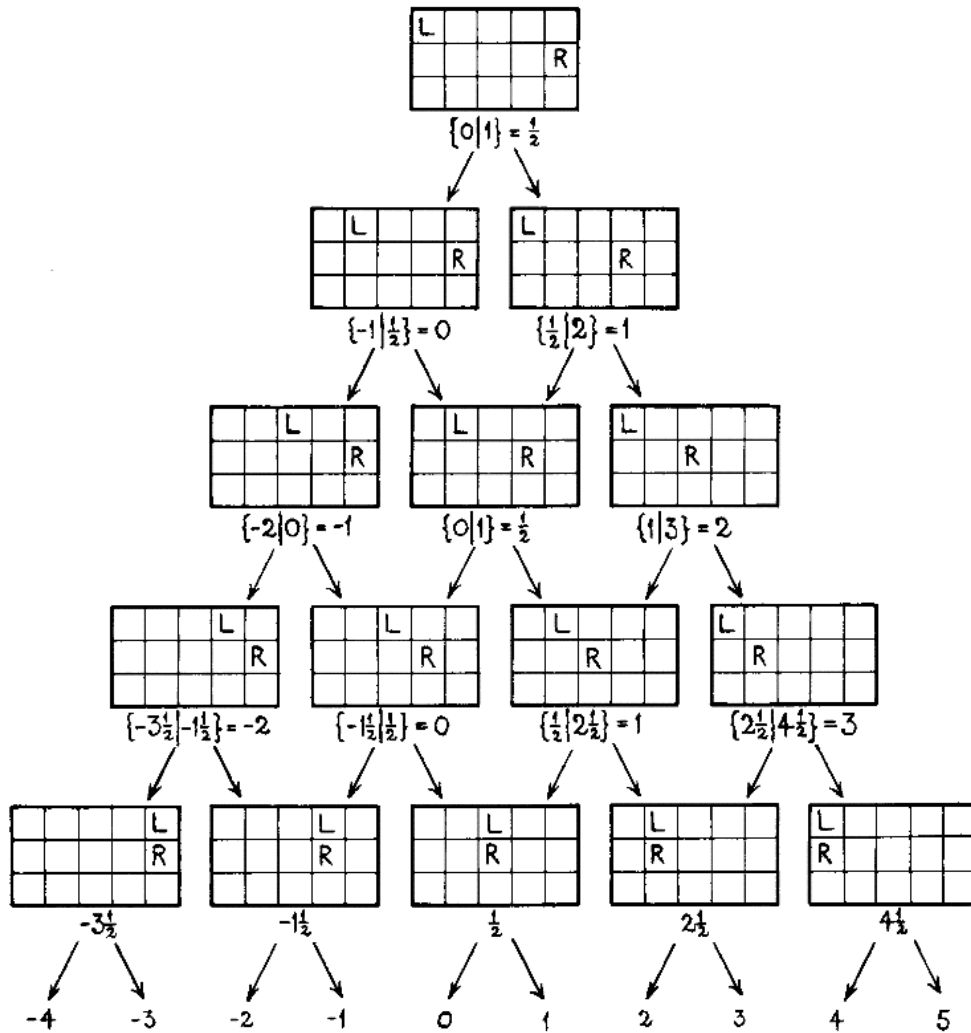 L
R
{0|1} = ½
L L
R R
{-1|½} = 0 {½|2} = 1
L L L
R R R
{-2|0} = -1 {0|1} = ½ {1|3} = 2
L L L L
R R R R
{-3½|-1½} = -2 {-1½|½} = 0 {½|2½} = 1 {2½|4½} = 3
L L L L L
R R R R R
-3½ -1½ ½ 2½ 4½
-4 -3 -2 -1 0 1 2 3 4 5